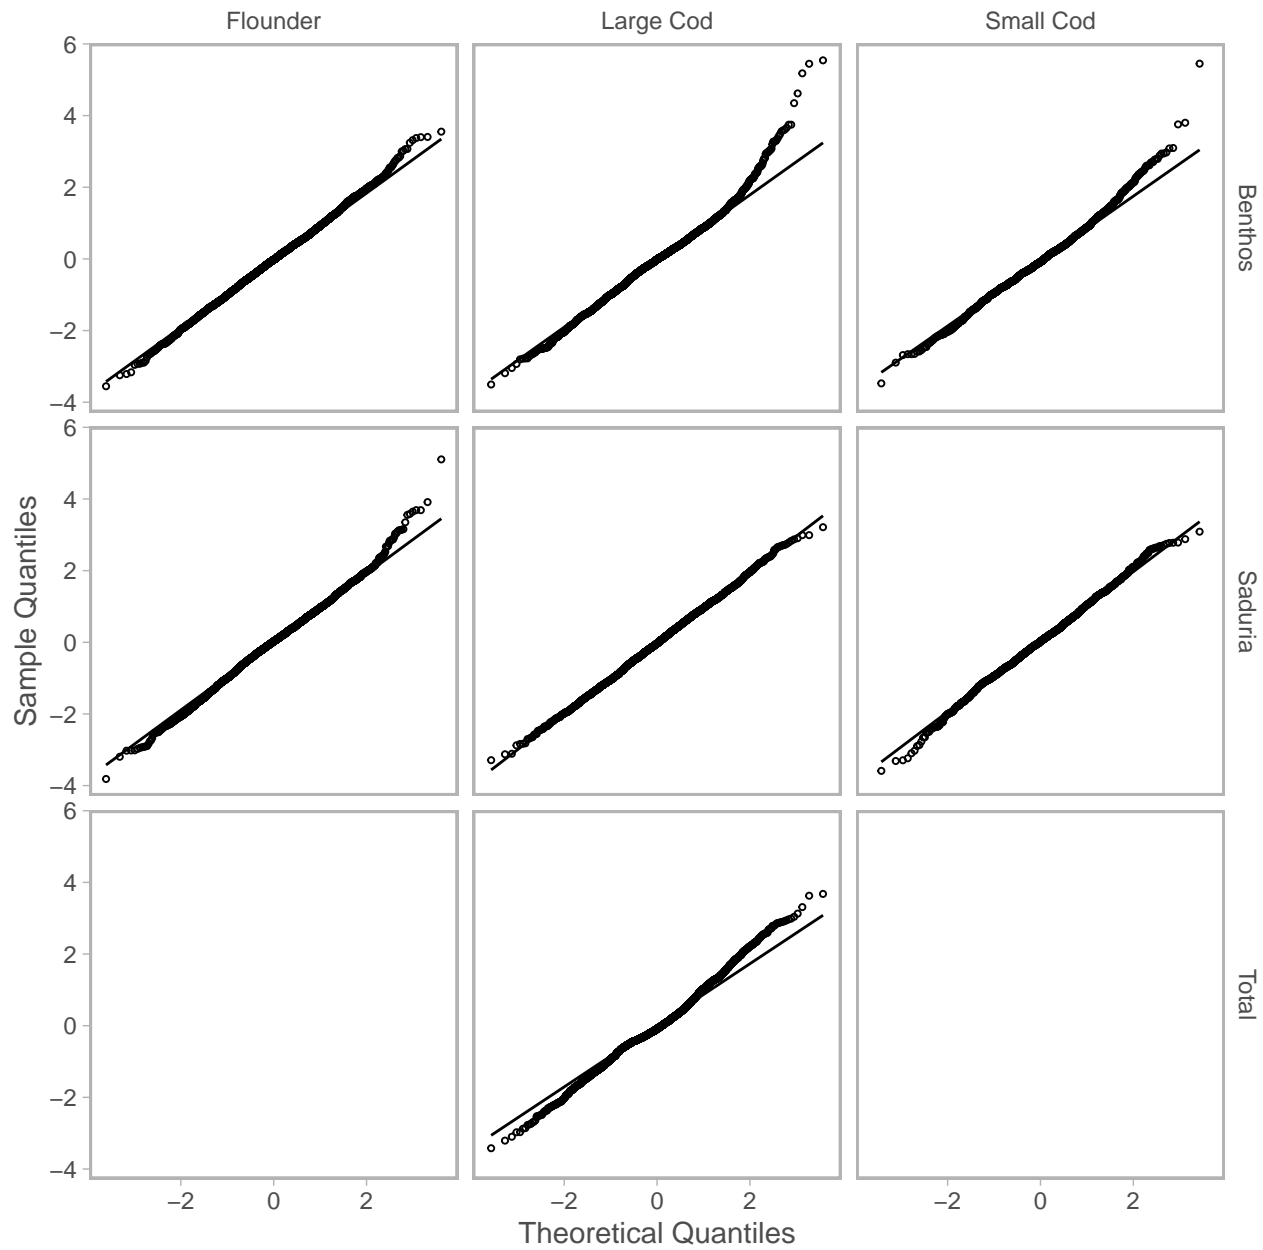 Flounder Large Cod Small Cod
6
4
2
0
−2
−4
Benthos
6
4
2
0
−2
−4
Saduria
6
4
2
0
−2
−4
Total
Sample Quantiles
−2 0 2 −2 0 2 −2 0 2
Theoretical Quantiles